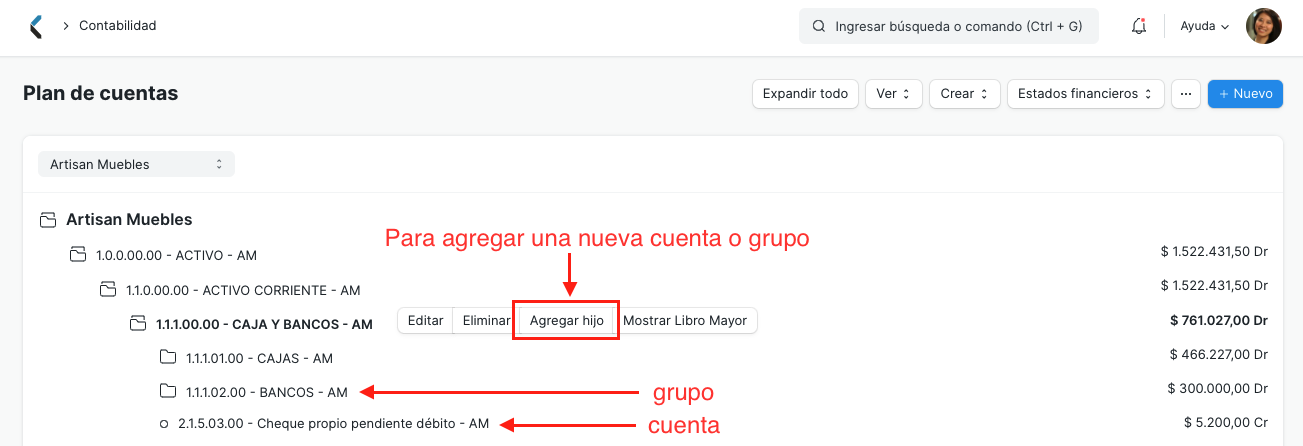 Contabilidad
Ingresar búsqueda o comando (Ctrl + G)
Ayuda
Plan de cuentas
Expandir todo
Ver
Crear
Estados financieros
...
+ Nuevo
Artisan Muebles
Artisan Muebles
Para agregar una nueva cuenta o grupo
1.0.0.00.00 - ACTIVO - AM $ 1.522.431,50 Dr
1.1.0.00.00 - ACTIVO CORRIENTE - AM $ 1.522.431,50 Dr
1.1.1.00.00 - CAJA Y BANCOS - AM Editar Eliminar Agregar hijo Mostrar Libro Mayor $ 761.027,00 Dr
1.1.1.01.00 - CAJAS - AM $ 466.227,00 Dr
1.1.1.02.00 - BANCOS - AM grupo $ 300.000,00 Dr
2.1.5.03.00 - Cheque propio pendiente débito - AM cuenta $ 5.200,00 Cr